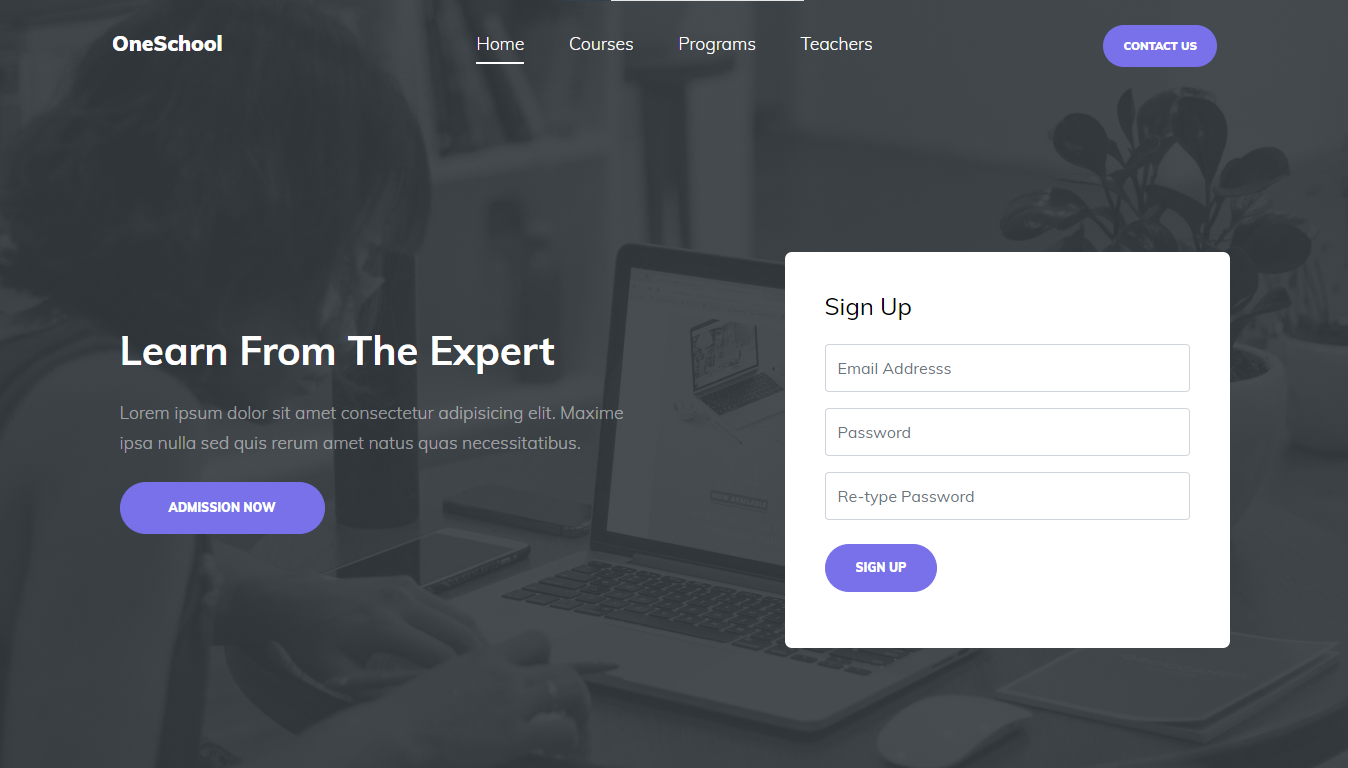 OneSchool
Home Courses Programs Teachers
CONTACT US
Learn From The Expert
Lorem ipsum dolor sit amet consectetur adipisicing elit. Maxime
ipsa nulla sed quis rerum amet natus quas necessitatibus.
ADMISSION NOW
Sign Up
Email Addresss
Password
Re-type Password
SIGN UP